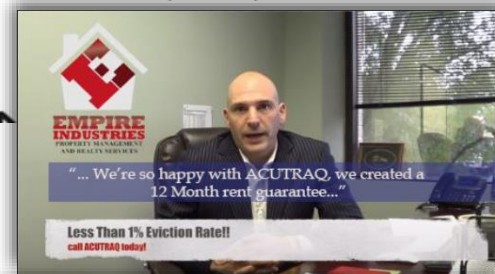 EMPIRE
INDUSTRIES
PROPERTY MANAGEMENT
AND REALTY SERVICES
"... We're so happy with ACUTRAQ, we created a
12 Month rent guarantee..."
Less Than 1% Eviction Rate!!
call ACUTRAQ today!